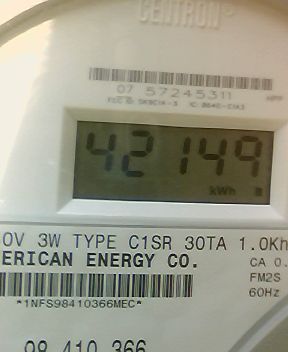 CENTRON®
07 57245311
42149
kWh
0V 3W TYPE C1SR 30TA 1.0Kh
ERICAN ENERGY CO.
CA 0.
FM2S
60Hz
*1NFS98410366MEC*
98 410 366